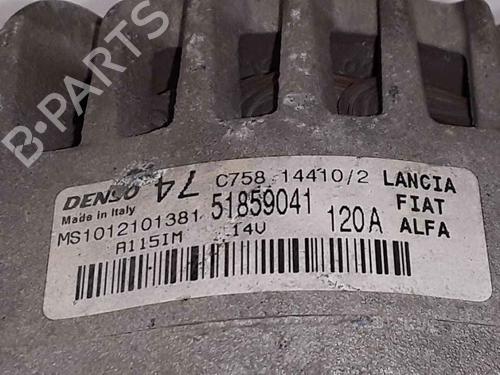 B-PARTS
DENSO 74 C758 14410/2 LANCIA
Made in Italy 51859041 FIAT
MS1012101381 120A ALFA
A115IM 14V